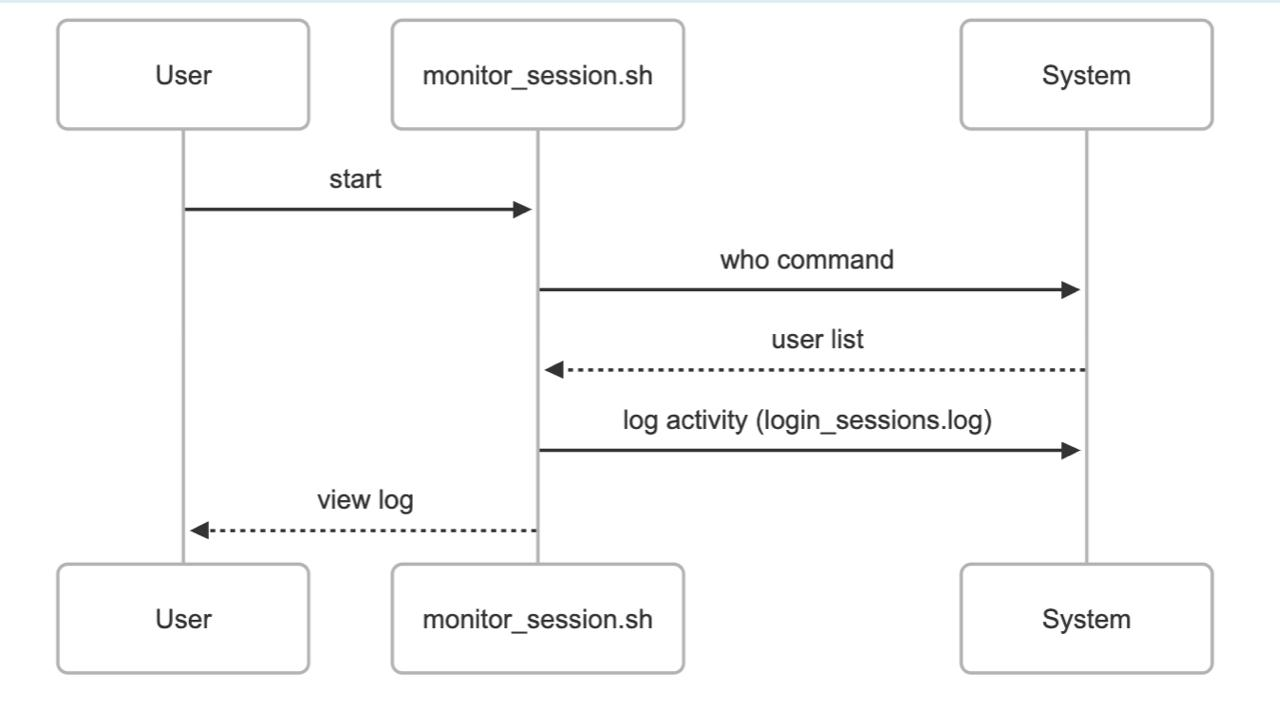 User
monitor_session.sh
System
start
who command
user list
log activity (login_sessions.log)
view log
User
monitor_session.sh
System